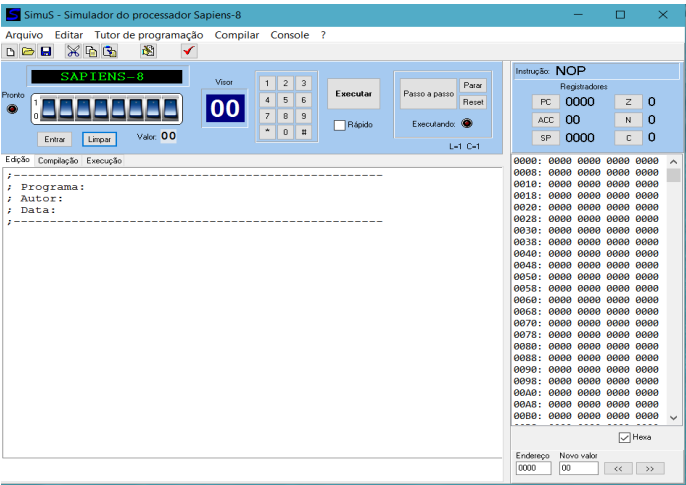 SimuS - Simulador do processador Sapiens-8
Arquivo Editar Tutor de programação Compilar Console ?
SAPIENS-8
Pronto
1
0
Entrar Limpar Valor: 00
Visor
00
1 2 3
4 5 6
7 8 9
* 0 #
Executar
Rápido
Passo a passo
Parar
Reset
Executando:
L=1 C=1
Edição Compilação Execução
;-------------------------------------------------
; Programa:
; Autor:
; Data:
;-------------------------------------------------
Instrução: NOP
Registradores
PC 0000 Z 0
ACC 00 N 0
SP 0000 C 0
0000: 0000 0000 0000 0000
0008: 0000 0000 0000 0000
0010: 0000 0000 0000 0000
0018: 0000 0000 0000 0000
0020: 0000 0000 0000 0000
0028: 0000 0000 0000 0000
0030: 0000 0000 0000 0000
0038: 0000 0000 0000 0000
0040: 0000 0000 0000 0000
0048: 0000 0000 0000 0000
0050: 0000 0000 0000 0000
0058: 0000 0000 0000 0000
0060: 0000 0000 0000 0000
0068: 0000 0000 0000 0000
0070: 0000 0000 0000 0000
0078: 0000 0000 0000 0000
0080: 0000 0000 0000 0000
0088: 0000 0000 0000 0000
0090: 0000 0000 0000 0000
0098: 0000 0000 0000 0000
00A0: 0000 0000 0000 0000
00A8: 0000 0000 0000 0000
00B0: 0000 0000 0000 0000
Hexa
Endereço Novo valor
0000 00 << >>